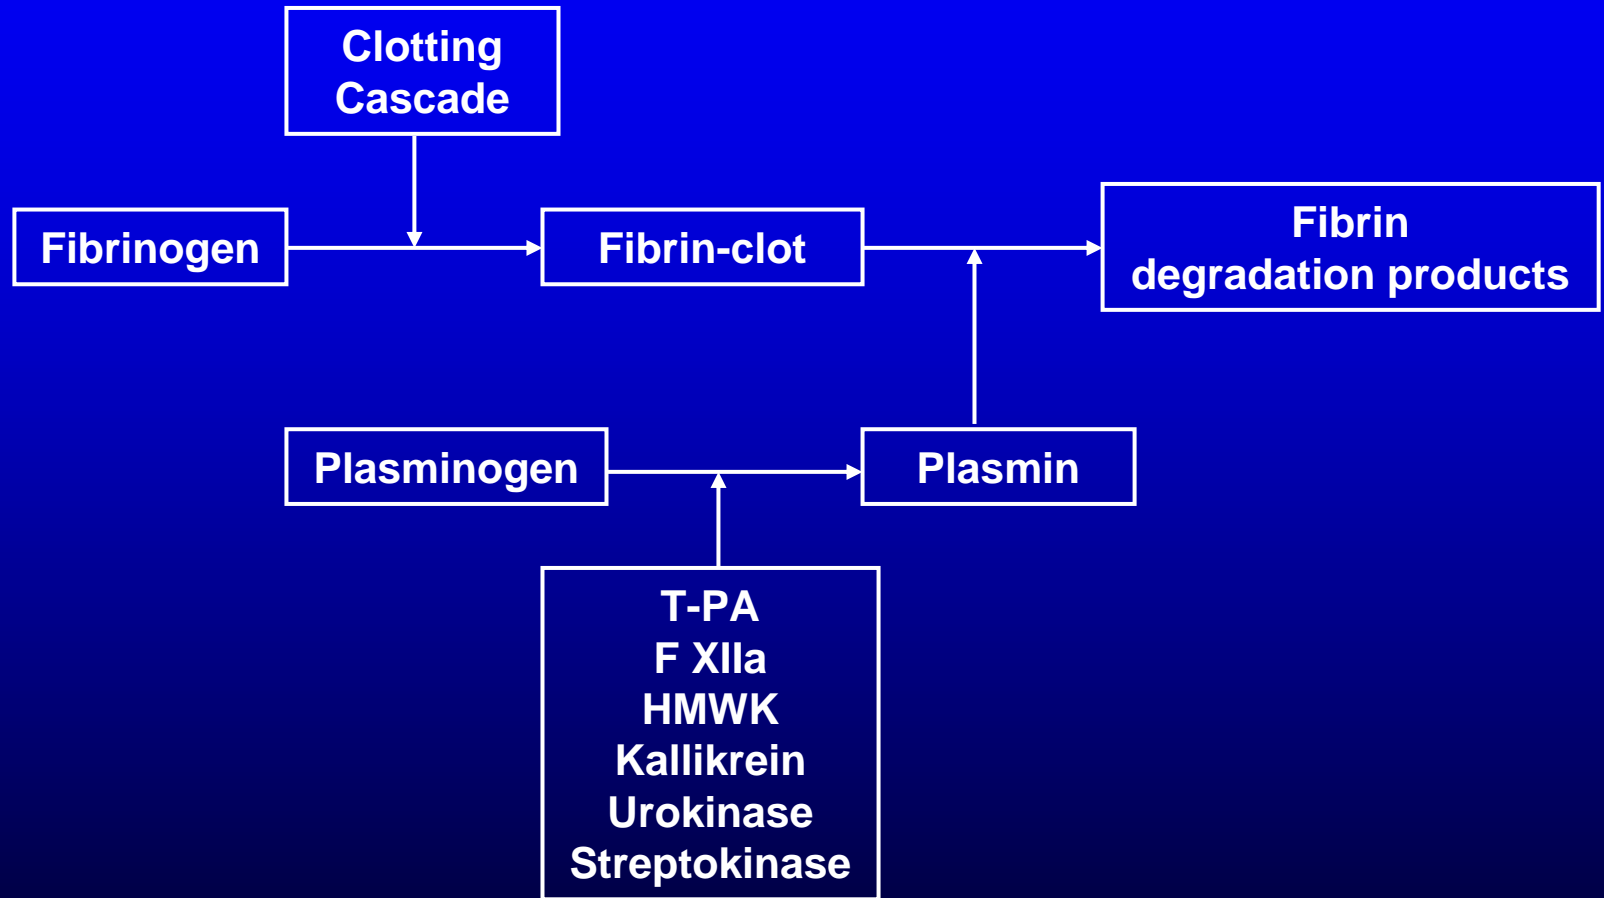 Clotting
Cascade
Fibrinogen
Fibrin-clot
Fibrin
degradation products
Plasminogen
Plasmin
T-PA
F XIIa
HMWK
Kallikrein
Urokinase
Streptokinase